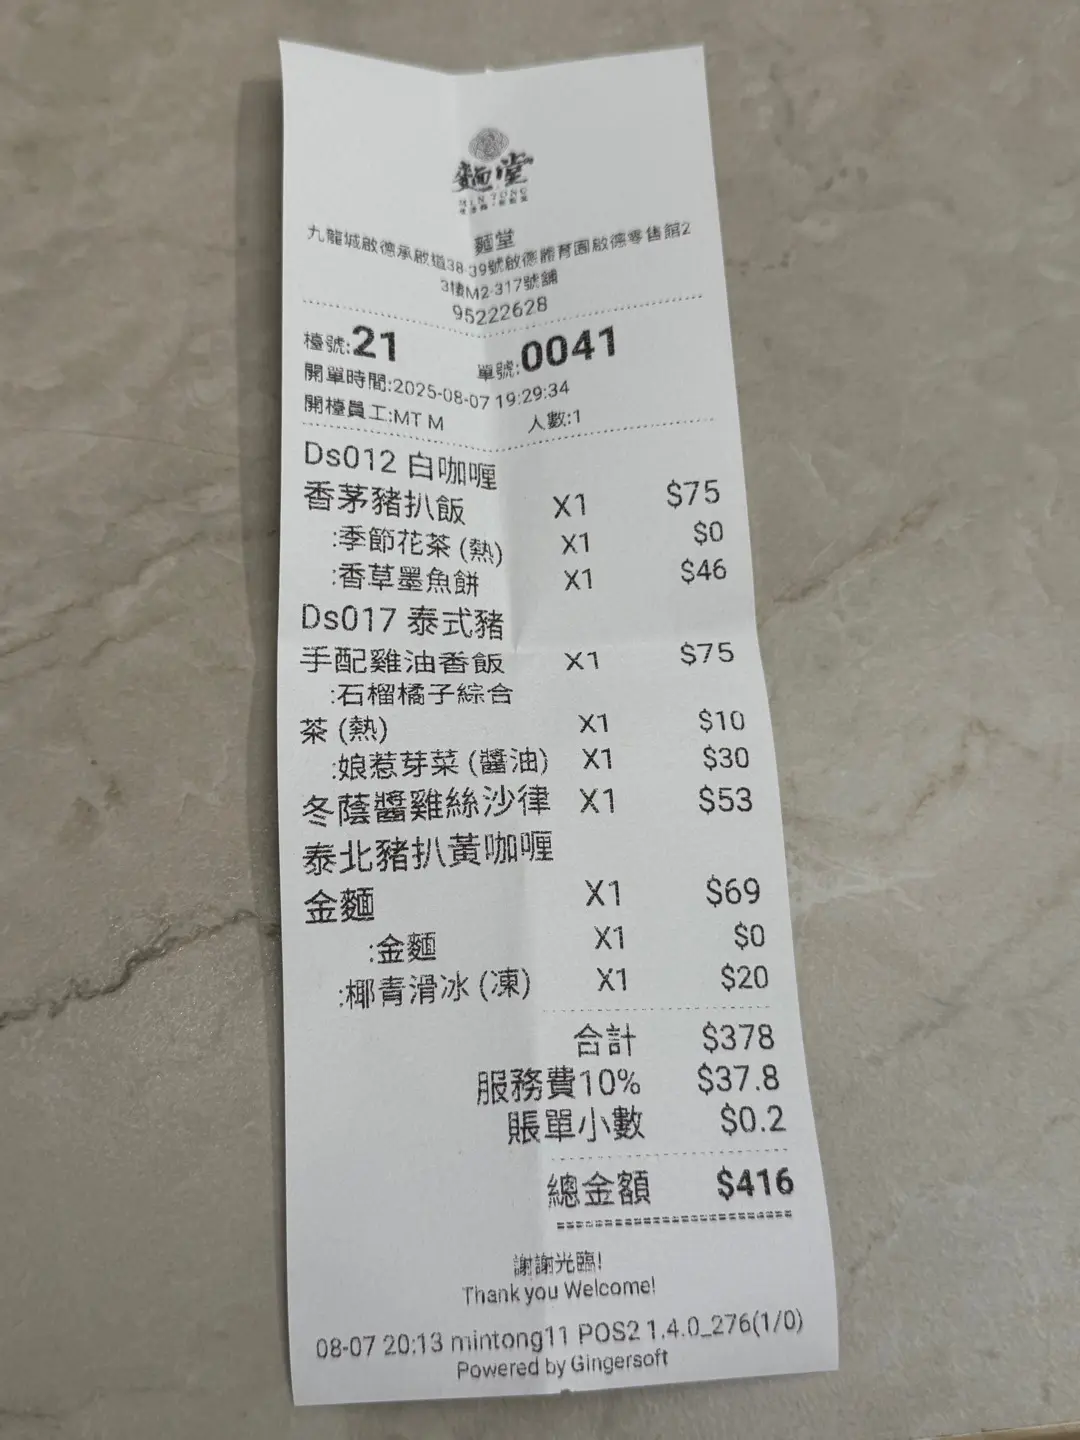 麵堂
MIN TONG
麵堂
九龍城啟德承啟道38-39號啟德體育園啟德零售館2
3樓M2-317號舖
95222628
檯號:21 單號:0041
開單時間:2025-08-07 19:29:34
開檯員工:MT M 人數:1
Ds012 白咖喱
香茅豬扒飯 X1 $75
:季節花茶 (熱) X1 $0
:香草墨魚餅 X1 $46
Ds017 泰式豬
手配雞油香飯 X1 $75
:石榴橘子綜合
茶 (熱) X1 $10
:娘惹芽菜 (醬油) X1 $30
冬蔭醬雞絲沙律 X1 $53
泰北豬扒黃咖喱
金麵 X1 $69
:金麵 X1 $0
:椰青滑冰 (凍) X1 $20
合計 $378
服務費10% $37.8
賬單小數 $0.2
總金額 $416
謝謝光臨!
Thank you Welcome!
08-07 20:13 mintong11 POS2 1.4.0_276(1/0)
Powered by Gingersoft